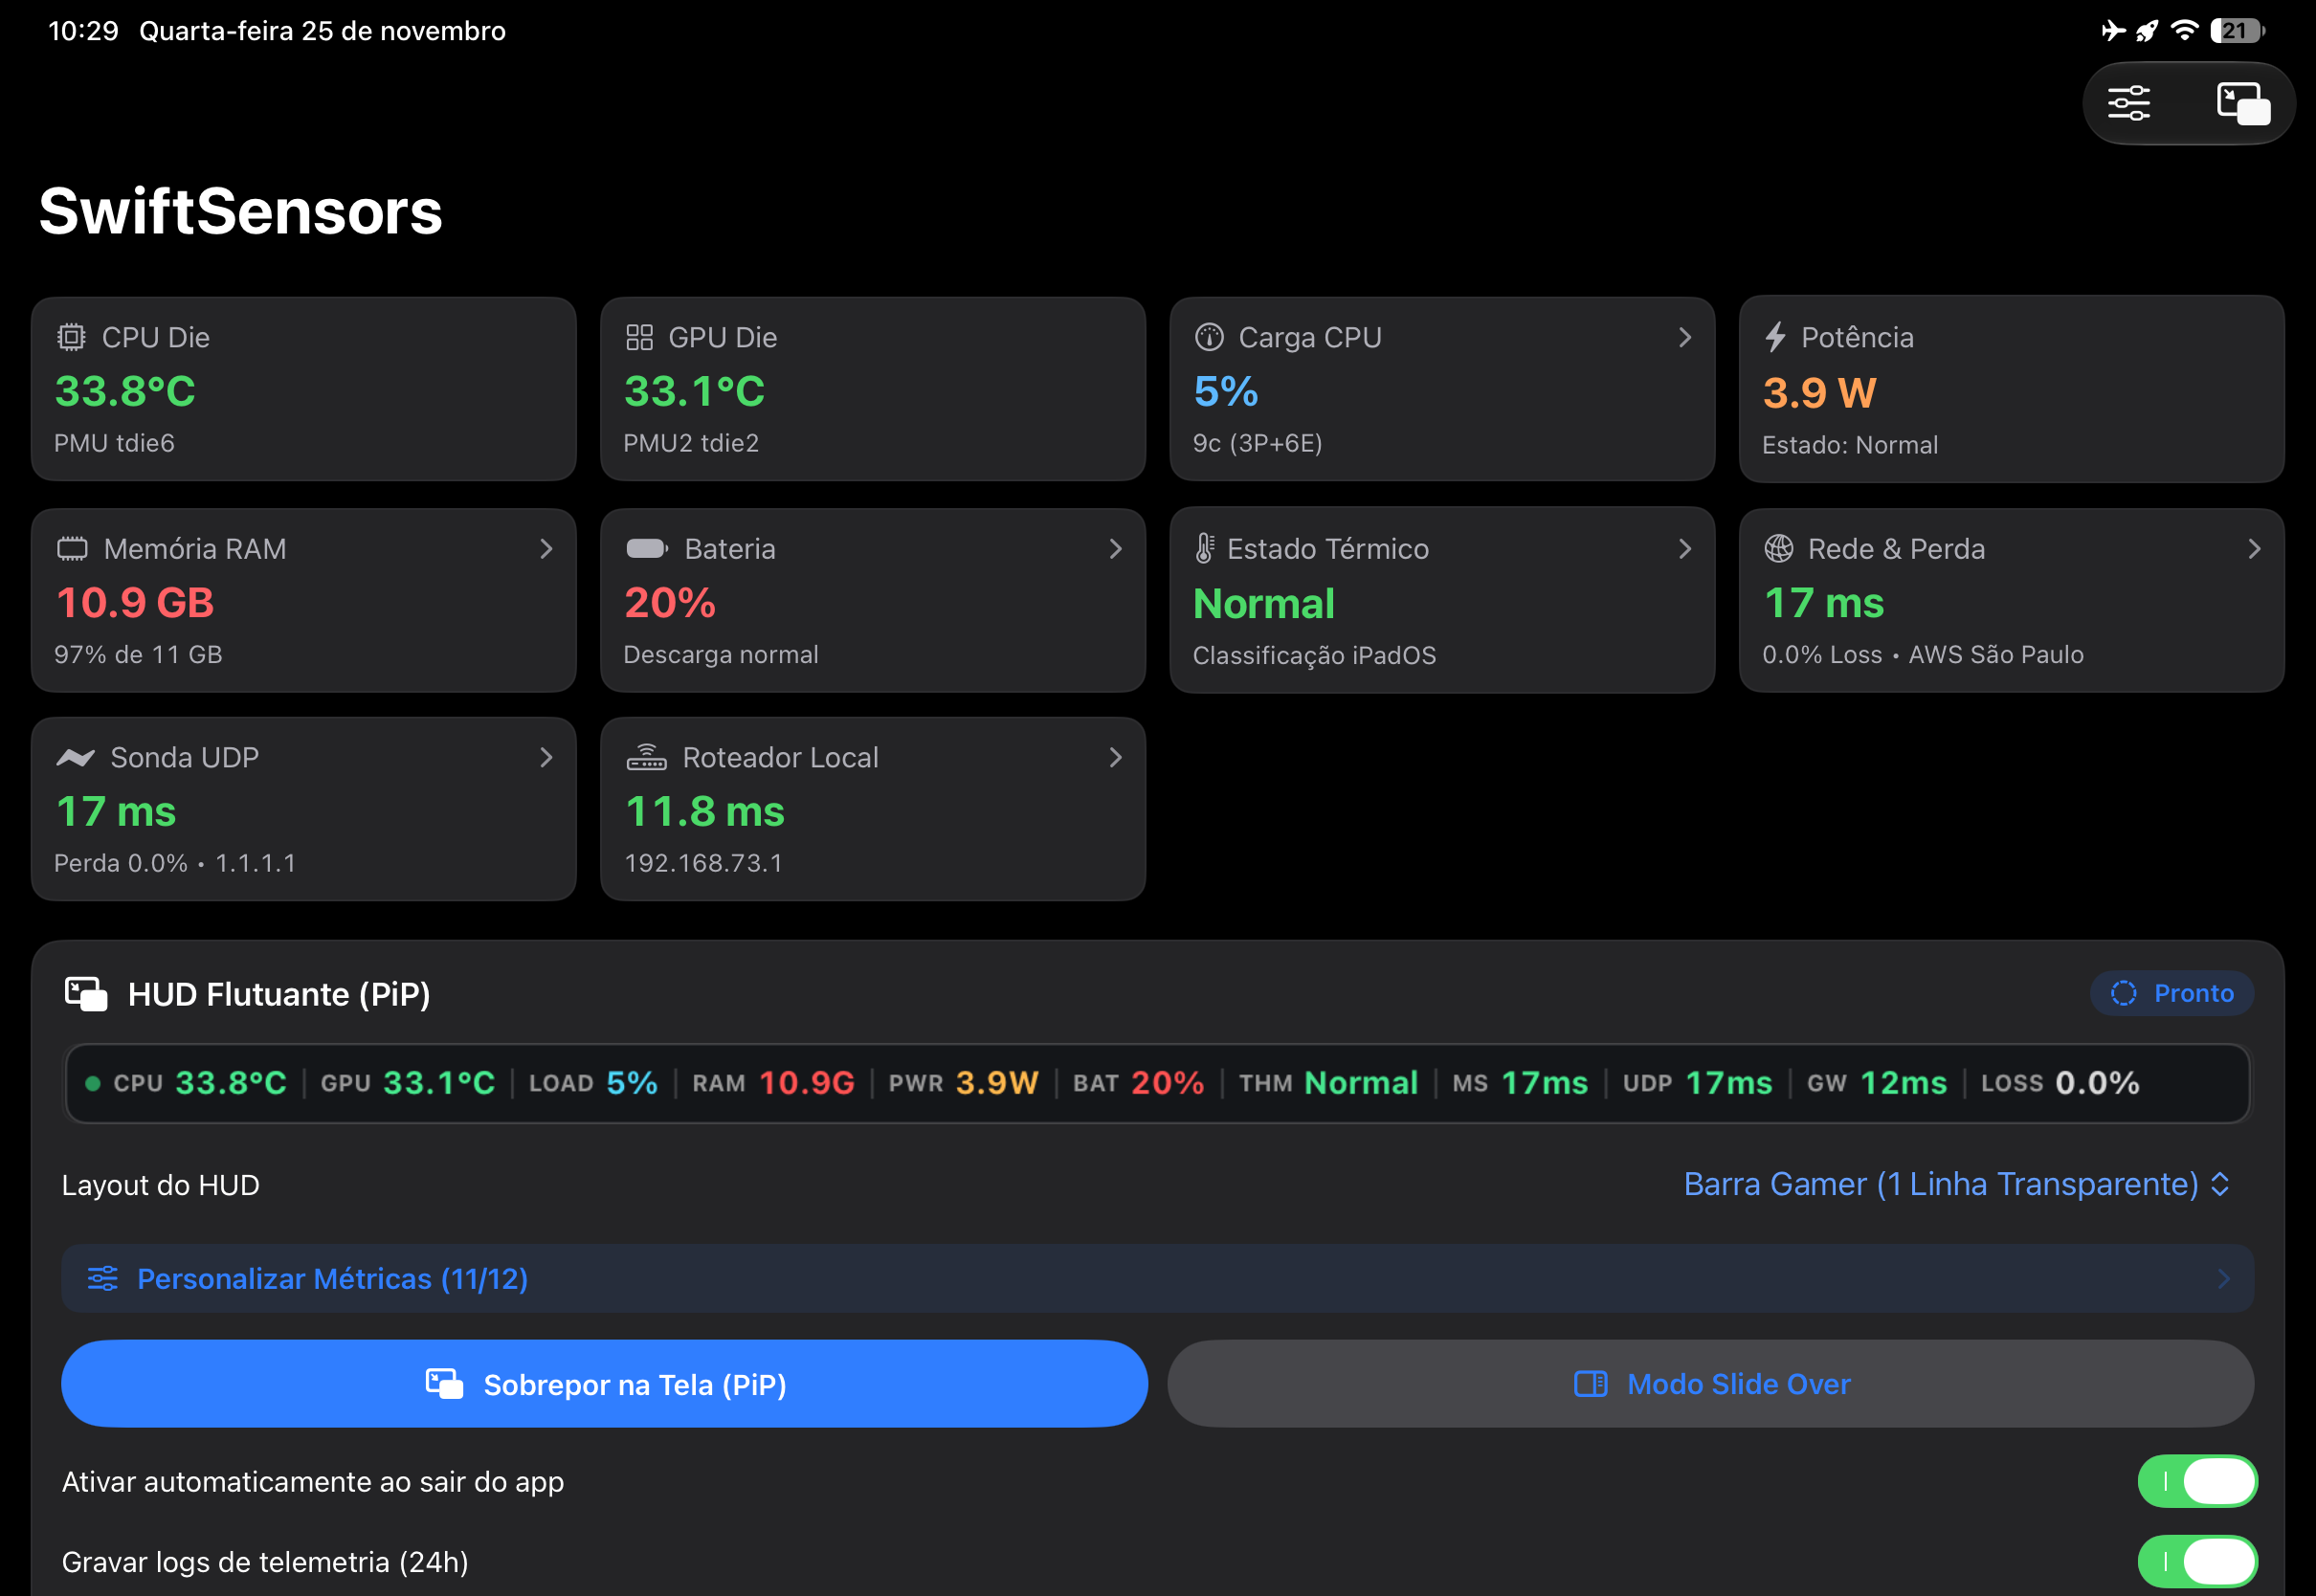 10:29 Quarta-feira 25 de novembro 21
SwiftSensors
CPU Die
33.8°C
PMU tdie6
GPU Die
33.1°C
PMU2 tdie2
Carga CPU
5%
9c (3P+6E)
Potência
3.9 W
Estado: Normal
Memória RAM
10.9 GB
97% de 11 GB
Bateria
20%
Descarga normal
Estado Térmico
Normal
Classificação iPadOS
Rede & Perda
17 ms
0.0% Loss • AWS São Paulo
Sonda UDP
17 ms
Perda 0.0% • 1.1.1.1
Roteador Local
11.8 ms
192.168.73.1
HUD Flutuante (PiP)
Pronto
CPU 33.8°C | GPU 33.1°C | LOAD 5% | RAM 10.9G | PWR 3.9W | BAT 20% | THM Normal | MS 17ms | UDP 17ms | GW 12ms | LOSS 0.0%
Layout do HUD
Barra Gamer (1 Linha Transparente)
Personalizar Métricas (11/12)
Sobrepor na Tela (PiP)
Modo Slide Over
Ativar automaticamente ao sair do app
Gravar logs de telemetria (24h)